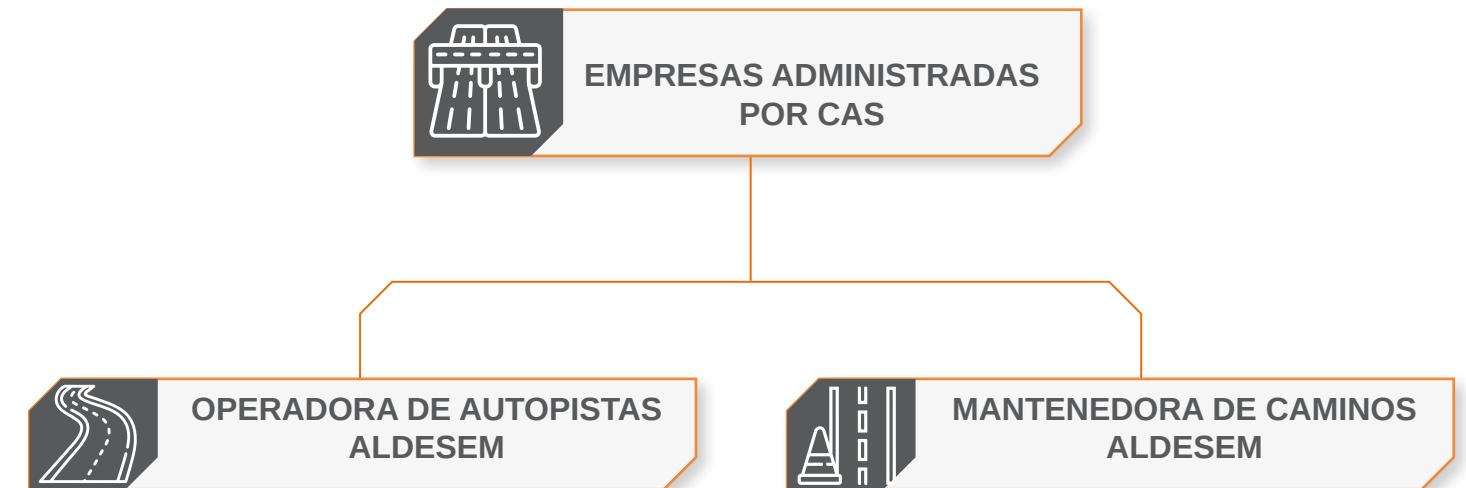 EMPRESAS ADMINISTRADAS
POR CAS
OPERADORA DE AUTOPISTAS
ALDESEM
MANTENEDORA DE CAMINOS
ALDESEM